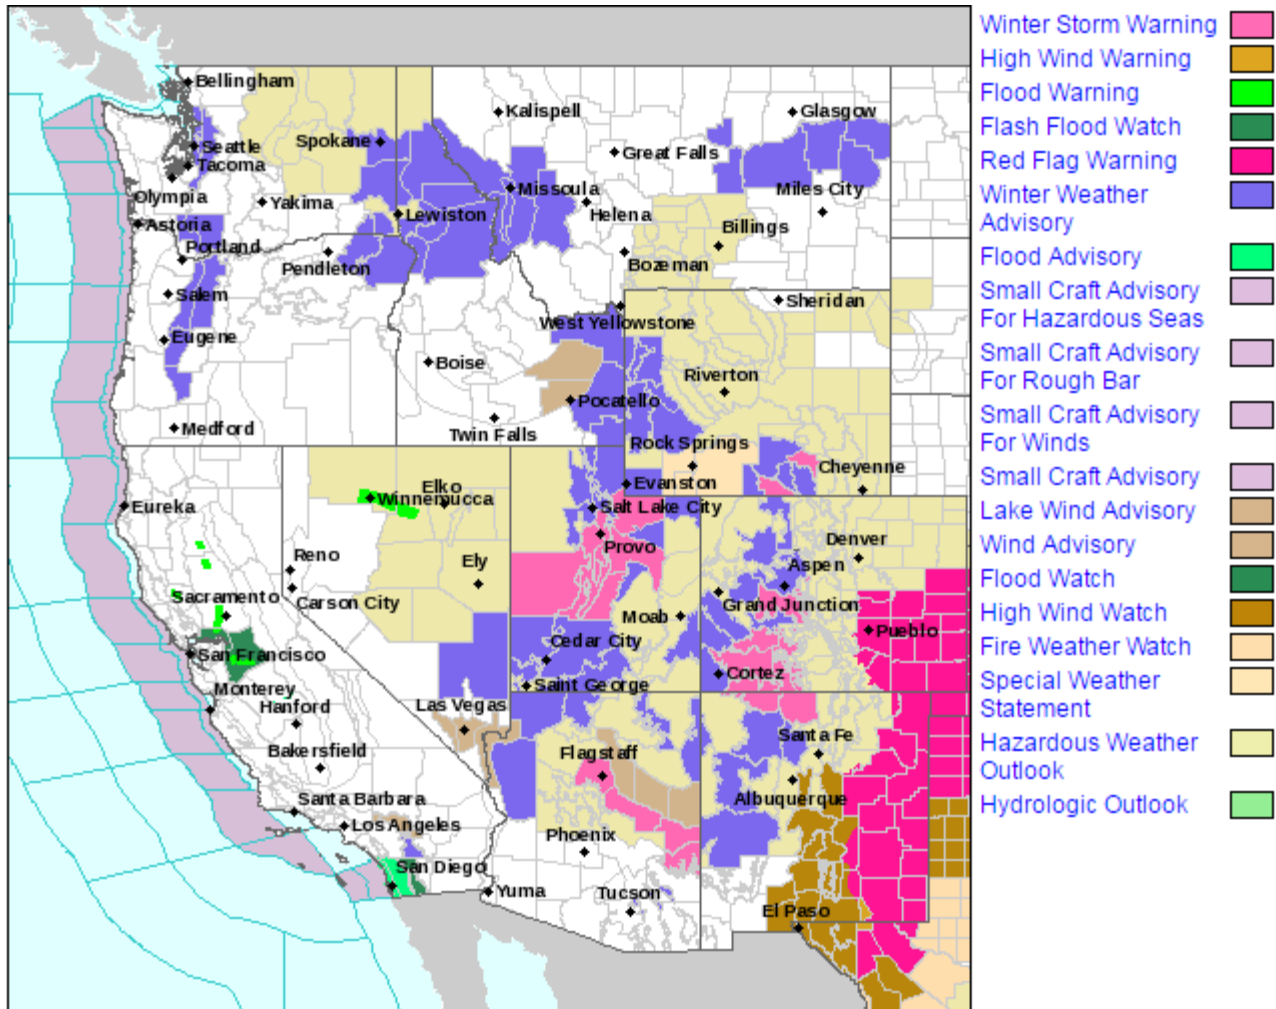 Bellingham
Kalispell
Glasgow
Seattle
Spokane
Great Falls
Tacoma
Olympia
Yakima
Missoula
Miles City
Helena
Lewiston
Astoria
Billings
Portland
Pendleton
Bozeman
Salem
Sheridan
West Yellowstone
Eugene
Boise
Riverton
Pocatello
Medford
Twin Falls
Rock Springs
Cheyenne
Elko
Evanston
Winnemucca
Eureka
Salt Lake City
Provo
Denver
Reno
Ely
Aspen
Sacramento
Carson City
Grand Junction
Moab
Pueblo
San Francisco
Cedar City
Cortez
Monterey
Saint George
Hanford
Las Vegas
Santa Fe
Bakersfield
Flagstaff
Santa Barbara
Albuquerque
Los Angeles
Phoenix
San Diego
Yuma
Tucson
El Paso
Winter Storm Warning
High Wind Warning
Flood Warning
Flash Flood Watch
Red Flag Warning
Winter Weather
Advisory
Flood Advisory
Small Craft Advisory
For Hazardous Seas
Small Craft Advisory
For Rough Bar
Small Craft Advisory
For Winds
Small Craft Advisory
Lake Wind Advisory
Wind Advisory
Flood Watch
High Wind Watch
Fire Weather Watch
Special Weather
Statement
Hazardous Weather
Outlook
Hydrologic Outlook